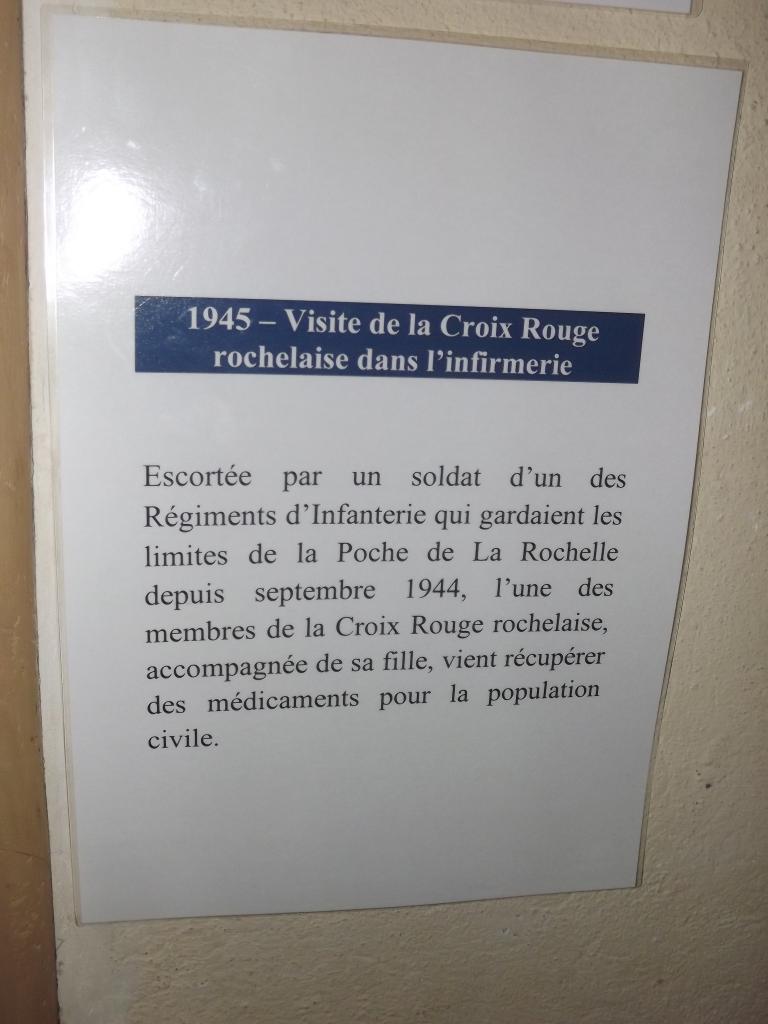 1945 – Visite de la Croix Rouge
rochelaise dans l’infirmerie
Escortée par un soldat d’un des
Régiments d’Infanterie qui gardaient les
limites de la Poche de La Rochelle
depuis septembre 1944, l’une des
membres de la Croix Rouge rochelaise,
accompagnée de sa fille, vient récupérer
des médicaments pour la population
civile.